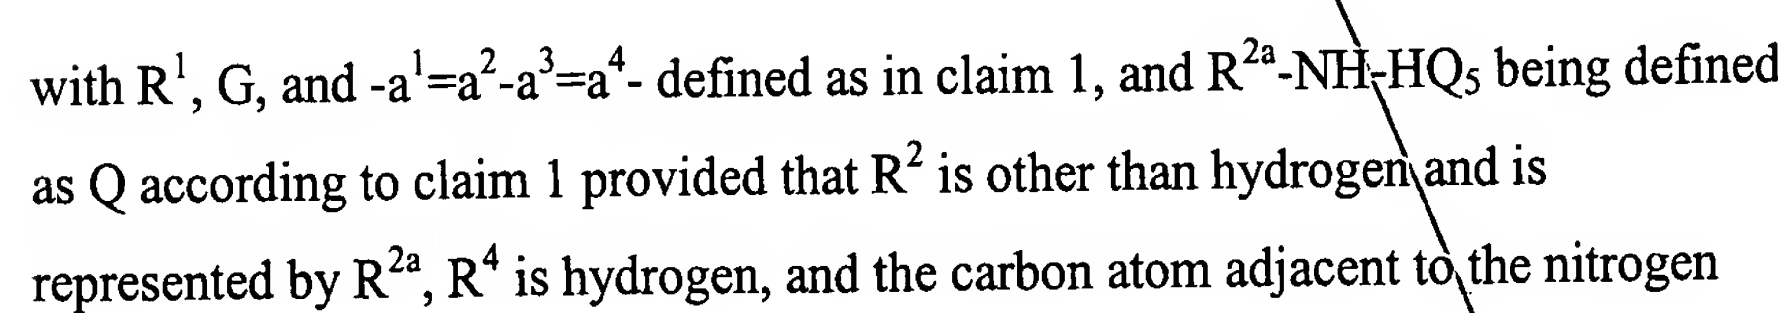 with R¹, G, and -a¹=a²-a³=a⁴- defined as in claim 1, and R²ᵃ-NH-HQ₅ being defined
as Q according to claim 1 provided that R² is other than hydrogen and is
represented by R²ᵃ, R⁴ is hydrogen, and the carbon atom adjacent to the nitrogen